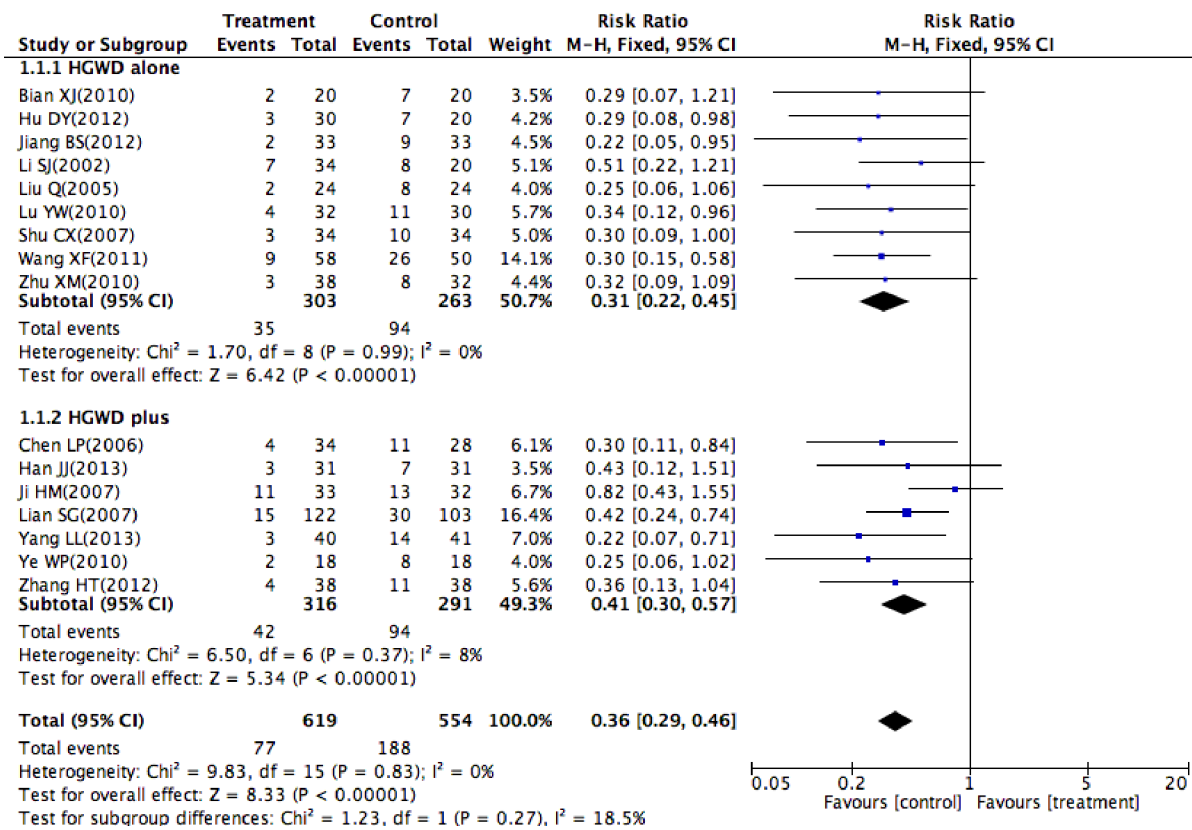 Treatment Control Risk Ratio Risk Ratio
Study or Subgroup Events Total Events Total Weight M-H, Fixed, 95% CI M-H, Fixed, 95% CI
1.1.1 HGWD alone
Bian XJ(2010) 2 20 7 20 3.5% 0.29 [0.07, 1.21]
Hu DY(2012) 3 30 7 20 4.2% 0.29 [0.08, 0.98]
Jiang BS(2012) 2 33 9 33 4.5% 0.22 [0.05, 0.95]
Li SJ(2002) 7 34 8 20 5.1% 0.51 [0.22, 1.21]
Liu Q(2005) 2 24 8 24 4.0% 0.25 [0.06, 1.06]
Lu YW(2010) 4 32 11 30 5.7% 0.34 [0.12, 0.96]
Shu CX(2007) 3 34 10 34 5.0% 0.30 [0.09, 1.00]
Wang XF(2011) 9 58 26 50 14.1% 0.30 [0.15, 0.58]
Zhu XM(2010) 3 38 8 32 4.4% 0.32 [0.09, 1.09]
Subtotal (95% CI) 303 263 50.7% 0.31 [0.22, 0.45]
Total events 35 94
Heterogeneity: Chi² = 1.70, df = 8 (P = 0.99); I² = 0%
Test for overall effect: Z = 6.42 (P < 0.00001)
1.1.2 HGWD plus
Chen LP(2006) 4 34 11 28 6.1% 0.30 [0.11, 0.84]
Han JJ(2013) 3 31 7 31 3.5% 0.43 [0.12, 1.51]
Ji HM(2007) 11 33 13 32 6.7% 0.82 [0.43, 1.55]
Lian SG(2007) 15 122 30 103 16.4% 0.42 [0.24, 0.74]
Yang LL(2013) 3 40 14 41 7.0% 0.22 [0.07, 0.71]
Ye WP(2010) 2 18 8 18 4.0% 0.25 [0.06, 1.02]
Zhang HT(2012) 4 38 11 38 5.6% 0.36 [0.13, 1.04]
Subtotal (95% CI) 316 291 49.3% 0.41 [0.30, 0.57]
Total events 42 94
Heterogeneity: Chi² = 6.50, df = 6 (P = 0.37); I² = 8%
Test for overall effect: Z = 5.34 (P < 0.00001)
Total (95% CI) 619 554 100.0% 0.36 [0.29, 0.46]
Total events 77 188
Heterogeneity: Chi² = 9.83, df = 15 (P = 0.83); I² = 0%
Test for overall effect: Z = 8.33 (P < 0.00001)
Test for subgroup differences: Chi² = 1.23, df = 1 (P = 0.27), I² = 18.5%
0.05 0.2 1 5 20
Favours [control] Favours [treatment]